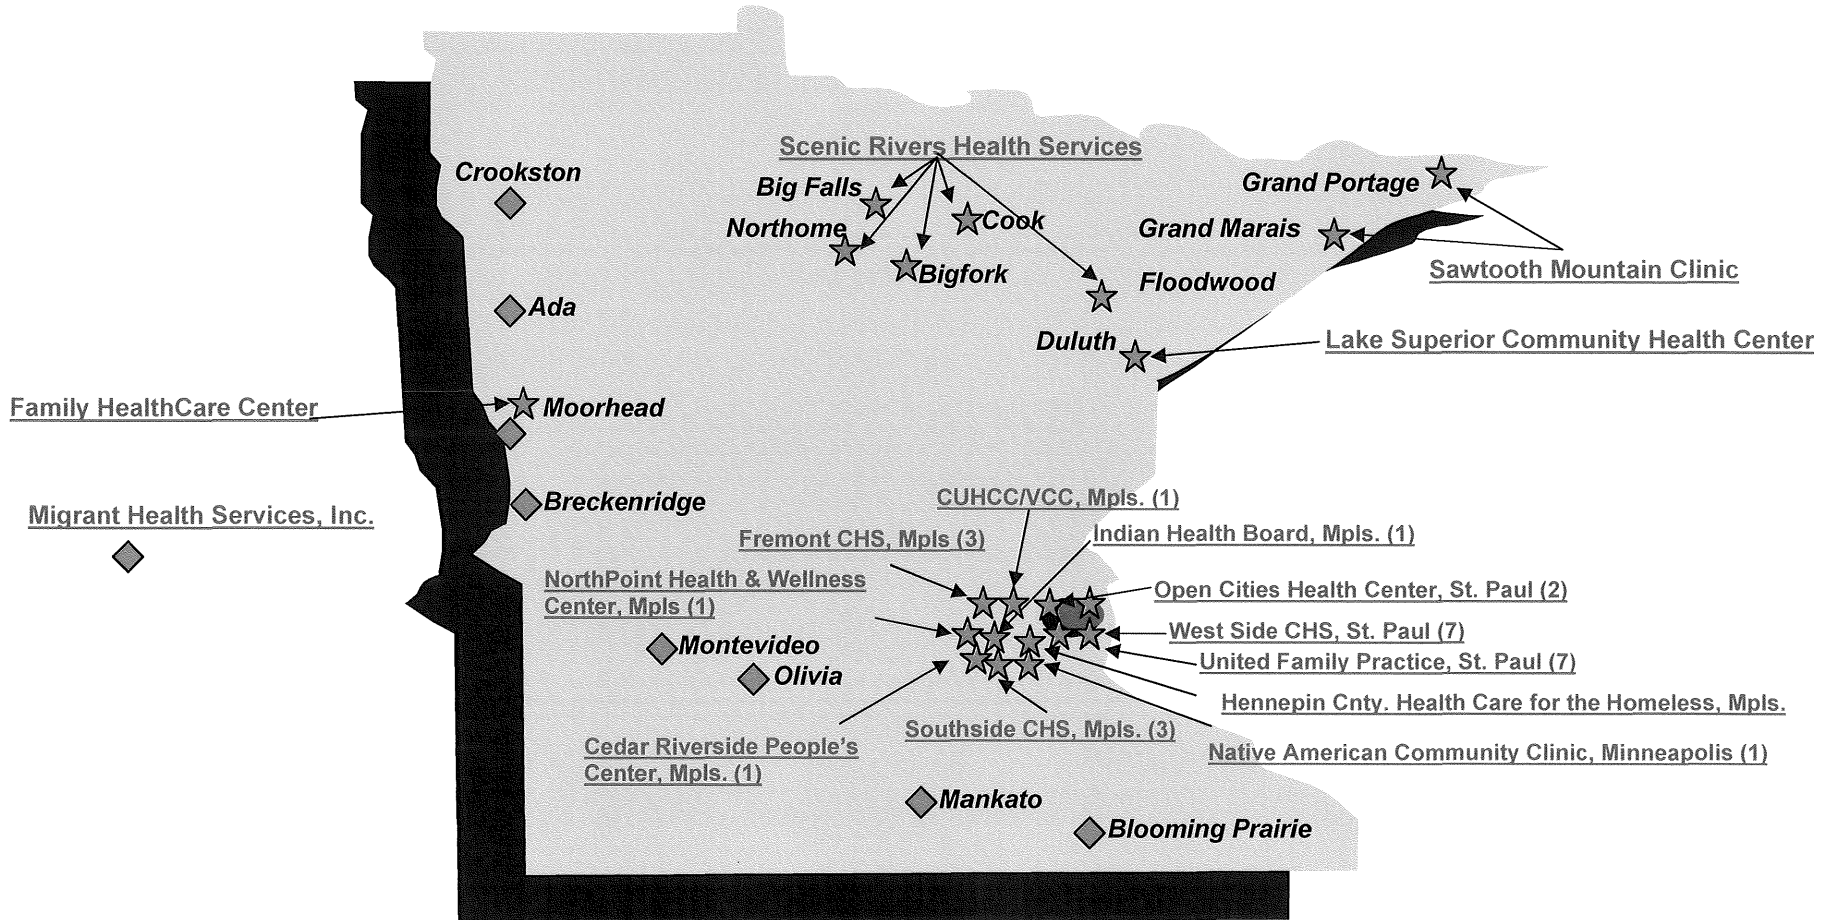 Scenic Rivers Health Services
Crookston
Big Falls
Grand Portage
Northome
Cook
Grand Marais
Bigfork
Floodwood
Sawtooth Mountain Clinic
Ada
Duluth
Lake Superior Community Health Center
Family HealthCare Center
Moorhead
Breckenridge
Migrant Health Services, Inc.
CUHCC/VCC, Mpls. (1)
Fremont CHS, Mpls (3)
Indian Health Board, Mpls. (1)
NorthPoint Health & Wellness
Center, Mpls (1)
Open Cities Health Center, St. Paul (2)
West Side CHS, St. Paul (7)
Montevideo
United Family Practice, St. Paul (7)
Olivia
Hennepin Cnty. Health Care for the Homeless, Mpls.
Southside CHS, Mpls. (3)
Cedar Riverside People's
Center, Mpls. (1)
Native American Community Clinic, Minneapolis (1)
Mankato
Blooming Prairie